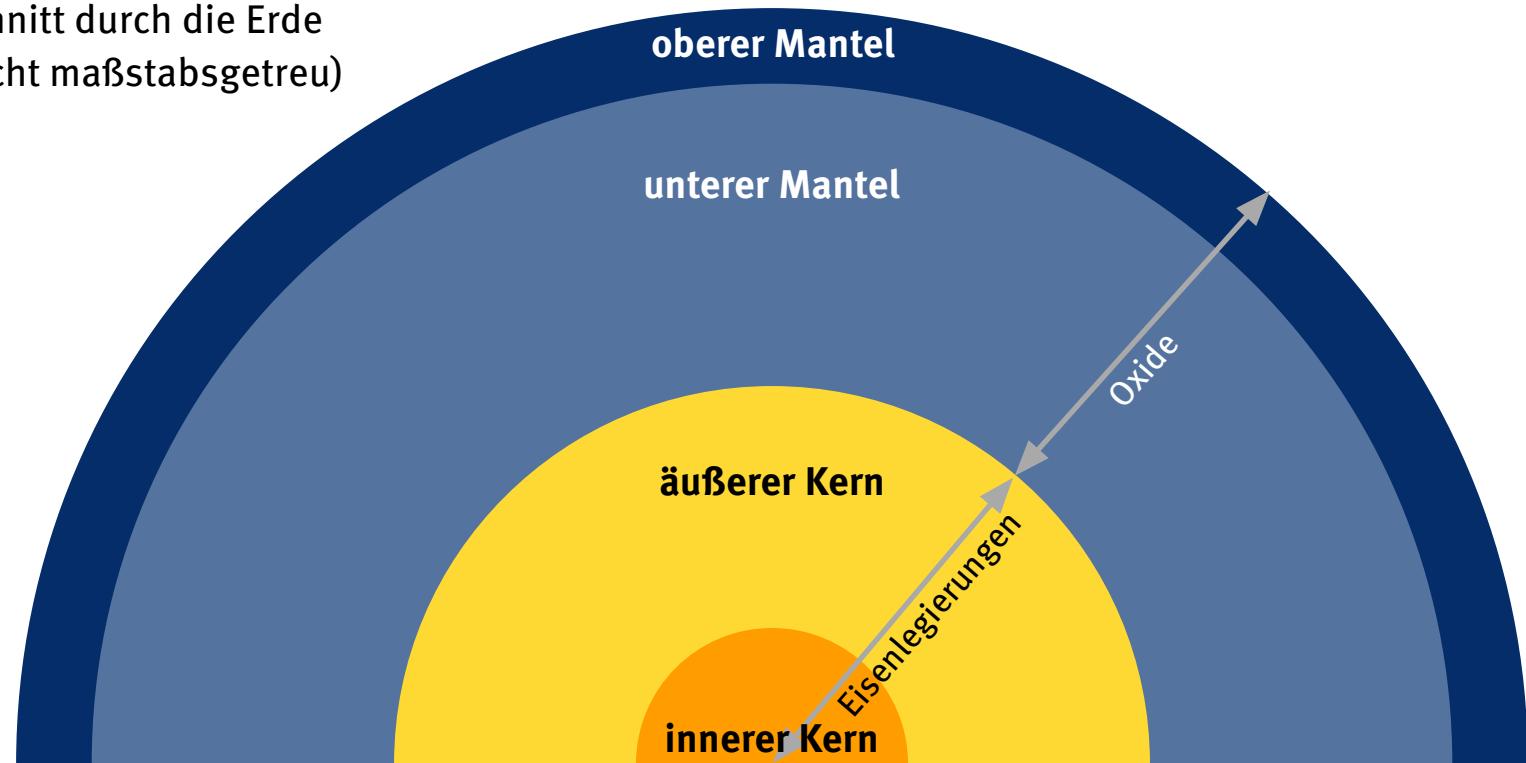 nitt durch die Erde
cht maßstabsgetreu)
oberer Mantel
unterer Mantel
Oxide
äußerer Kern
Eisenlegierungen
innerer Kern